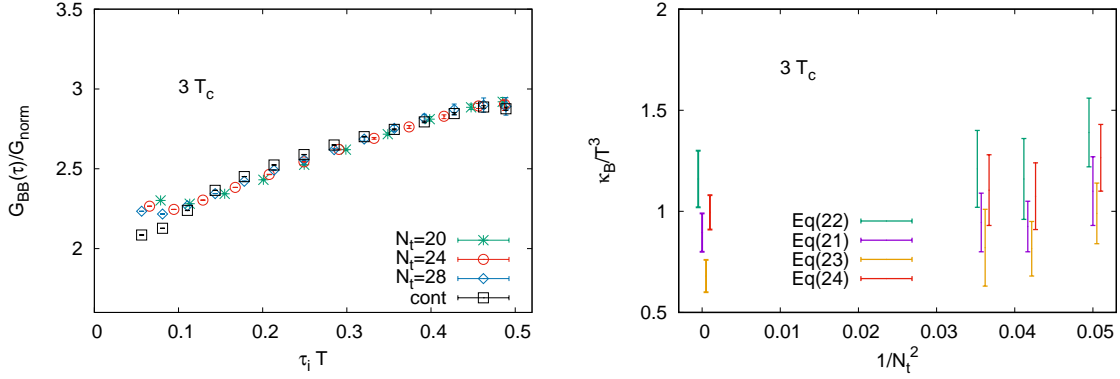 3.5
3
2.5
2
G_BB(τ)/G_norm
3 T_c
N_t=20
N_t=24
N_t=28
cont
0 0.1 0.2 0.3 0.4 0.5
τ_i T
2
1.5
1
0.5
κ_B/T^3
3 T_c
Eq(22)
Eq(21)
Eq(23)
Eq(24)
0 0.01 0.02 0.03 0.04 0.05
1/N_t^2